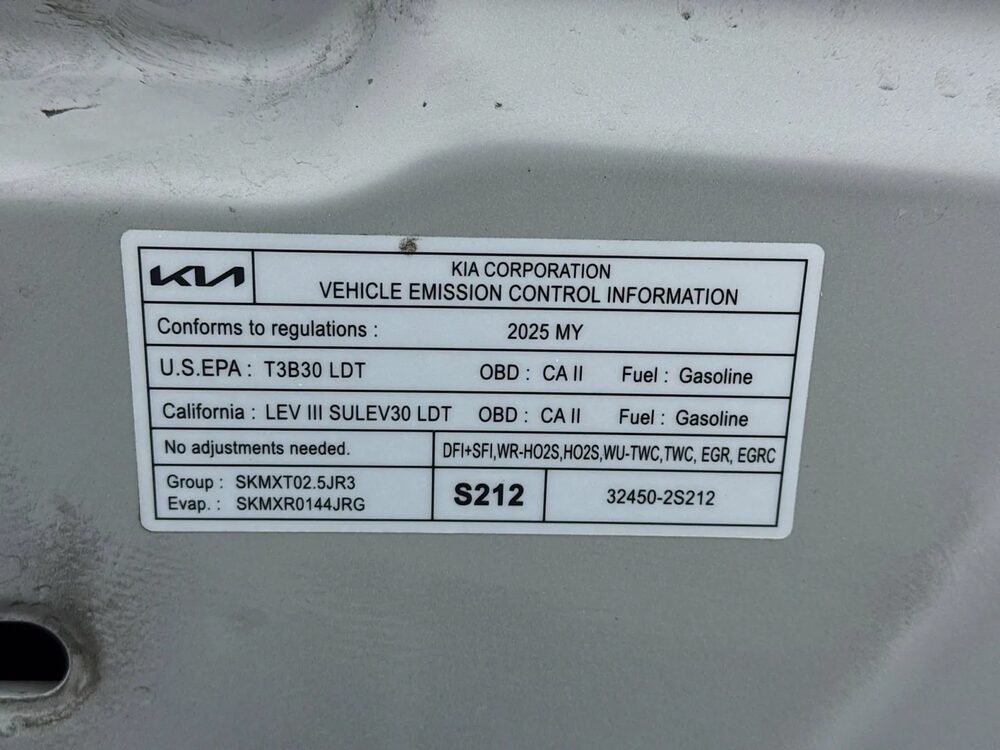 KIA
KIA CORPORATION
VEHICLE EMISSION CONTROL INFORMATION
Conforms to regulations : 2025 MY
U.S.EPA : T3B30 LDT OBD : CA II Fuel : Gasoline
California : LEV III SULEV30 LDT OBD : CA II Fuel : Gasoline
No adjustments needed.
DFI+SFI,WR-HO2S,HO2S,WU-TWC,TWC, EGR, EGRC
Group : SKMXT02.5JR3
Evap. : SKMXR0144JRG
S212
32450-2S212